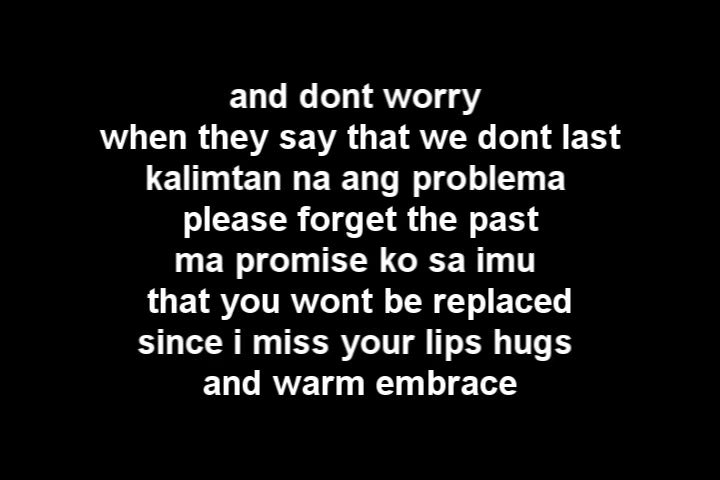 and dont worry
when they say that we dont last
kalimtan na ang problema
please forget the past
ma promise ko sa imu
that you wont be replaced
since i miss your lips hugs
and warm embrace